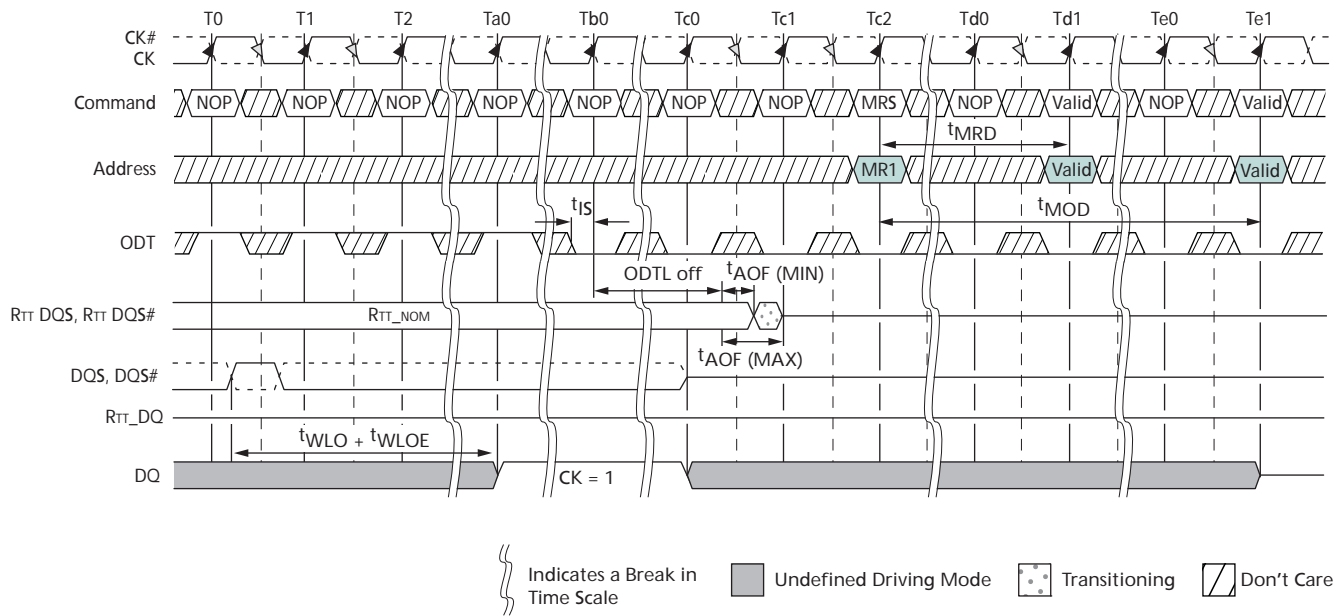 T0 T1 T2 Ta0 Tb0 Tc0 Tc1 Tc2 Td0 Td1 Te0 Te1
CK#
CK
Command NOP NOP NOP NOP NOP NOP NOP MRS NOP Valid NOP Valid
tMRD
Address MR1 Valid Valid
tIS tMOD
ODT
ODTL off tAOF (MIN)
RTT DQS, RTT DQS# RTT_NOM
tAOF (MAX)
DQS, DQS#
RTT_DQ
tWLO + tWLOE
DQ CK = 1
Indicates a Break in
Time Scale
Undefined Driving Mode
Transitioning
Don't Care